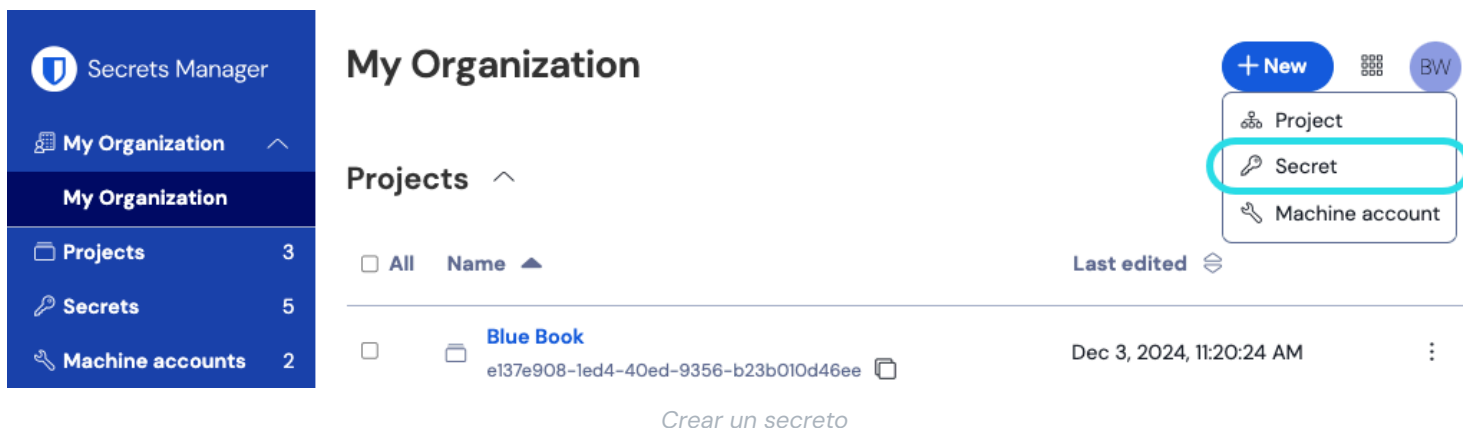 Secrets Manager
My Organization
My Organization
Projects 3
Secrets 5
Machine accounts 2
My Organization
+ New
BW
Project
Secret
Machine account
Projects
All Name Last edited
Blue Book
e137e908-1ed4-40ed-9356-b23b010d46ee
Dec 3, 2024, 11:20:24 AM
Crear un secreto